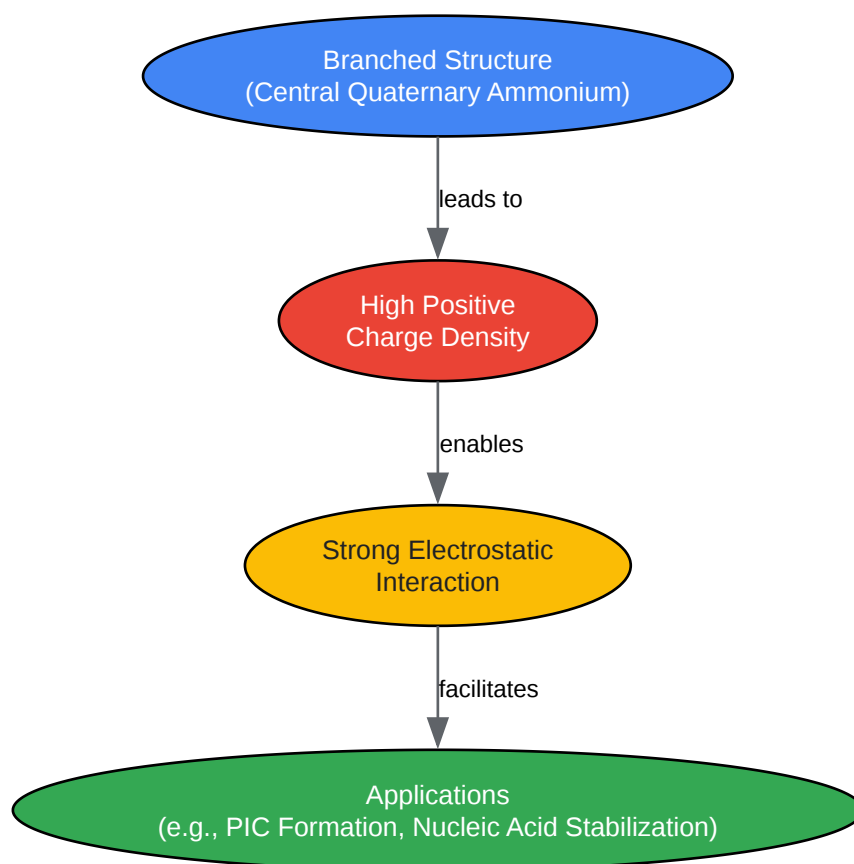 Branched Structure
(Central Quaternary Ammonium)
leads to
High Positive
Charge Density
enables
Strong Electrostatic
Interaction
facilitates
Applications
(e.g., PIC Formation, Nucleic Acid Stabilization)